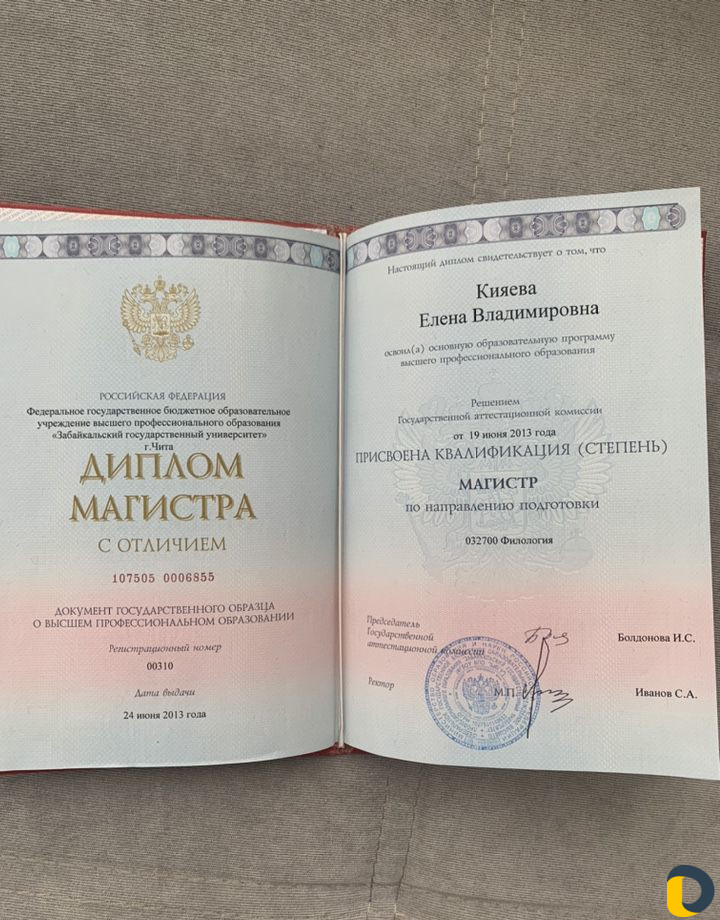 РОССИЙСКАЯ ФЕДЕРАЦИЯ
Федеральное государственное бюджетное образовательное
учреждение высшего профессионального образования
«Забайкальский государственный университет»
г.Чита
ДИПЛОМ
МАГИСТРА
С ОТЛИЧИЕМ
107505 0006855
ДОКУМЕНТ ГОСУДАРСТВЕННОГО ОБРАЗЦА
О ВЫСШЕМ ПРОФЕССИОНАЛЬНОМ ОБРАЗОВАНИИ
Регистрационный номер
00310
Дата выдачи
24 июня 2013 года
Настоящий диплом свидетельствует о том, что
Кияева
Елена Владимировна
освоил(а) основную образовательную программу
высшего профессионального образования
Решением
Государственной аттестационной комиссии
от 19 июня 2013 года
ПРИСВОЕНА КВАЛИФИКАЦИЯ (СТЕПЕНЬ)
МАГИСТР
по направлению подготовки
032700 Филология
Председатель
Государственной
аттестационной комиссии
Болдонова И.С.
Ректор
М.П.
Иванов С.А.